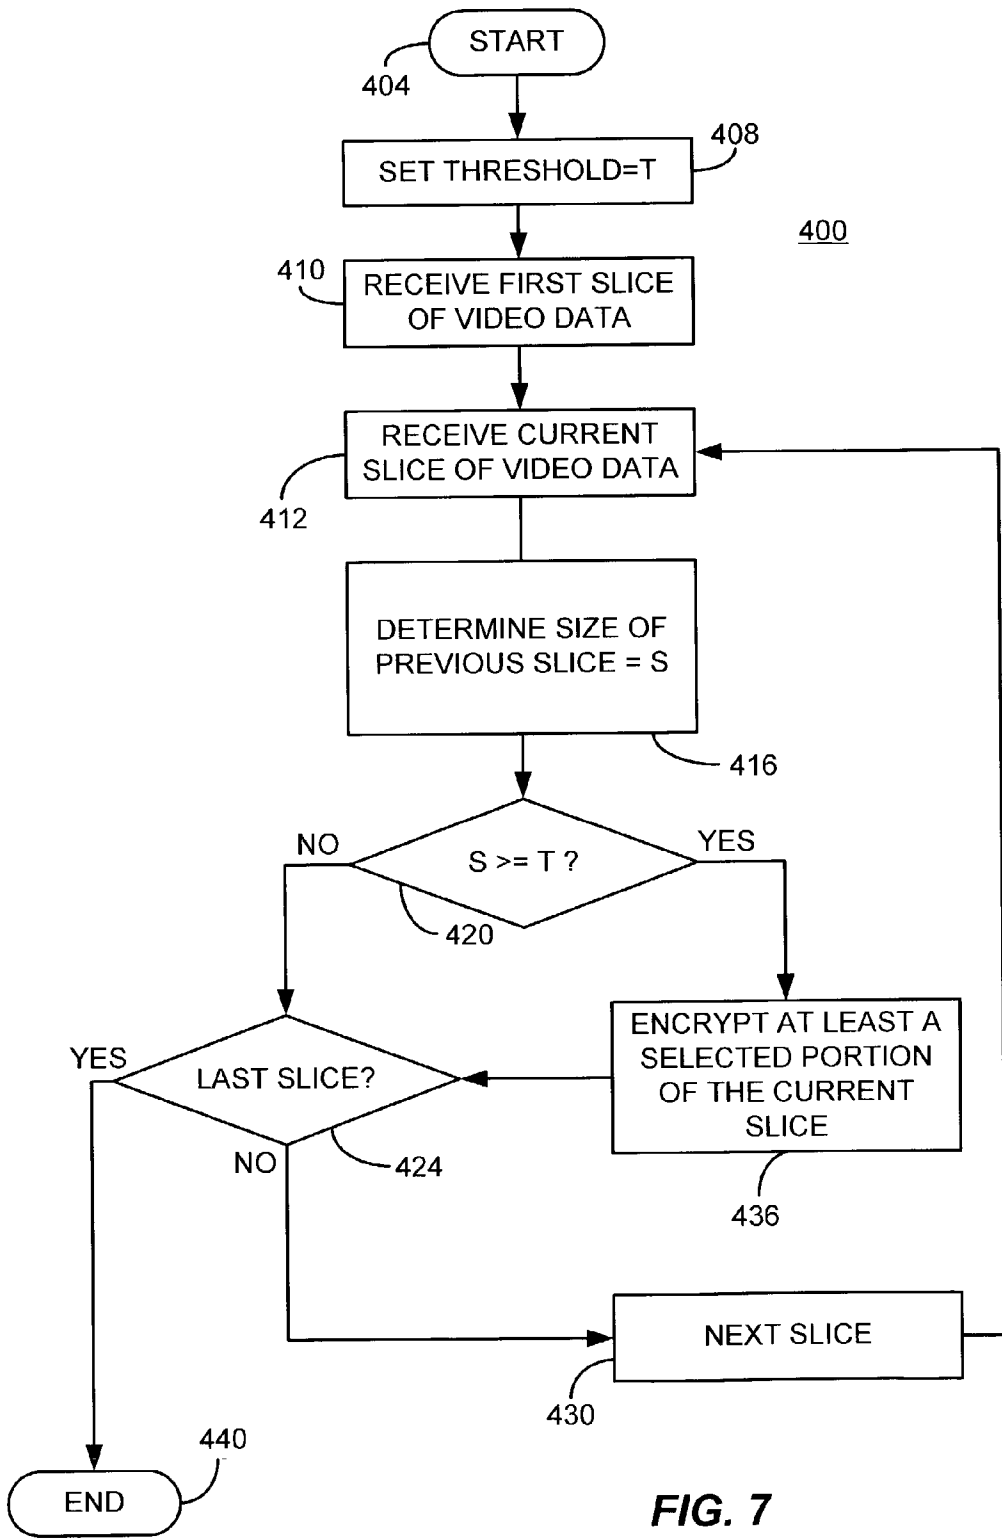 START
404
408
SET THRESHOLD=T
400
410
RECEIVE FIRST SLICE
OF VIDEO DATA
RECEIVE CURRENT
SLICE OF VIDEO DATA
412
DETERMINE SIZE OF
PREVIOUS SLICE = S
416
NO
YES
S >= T ?
420
ENCRYPT AT LEAST A
SELECTED PORTION
OF THE CURRENT
SLICE
YES
LAST SLICE?
NO
424
436
NEXT SLICE
430
440
END
FIG. 7